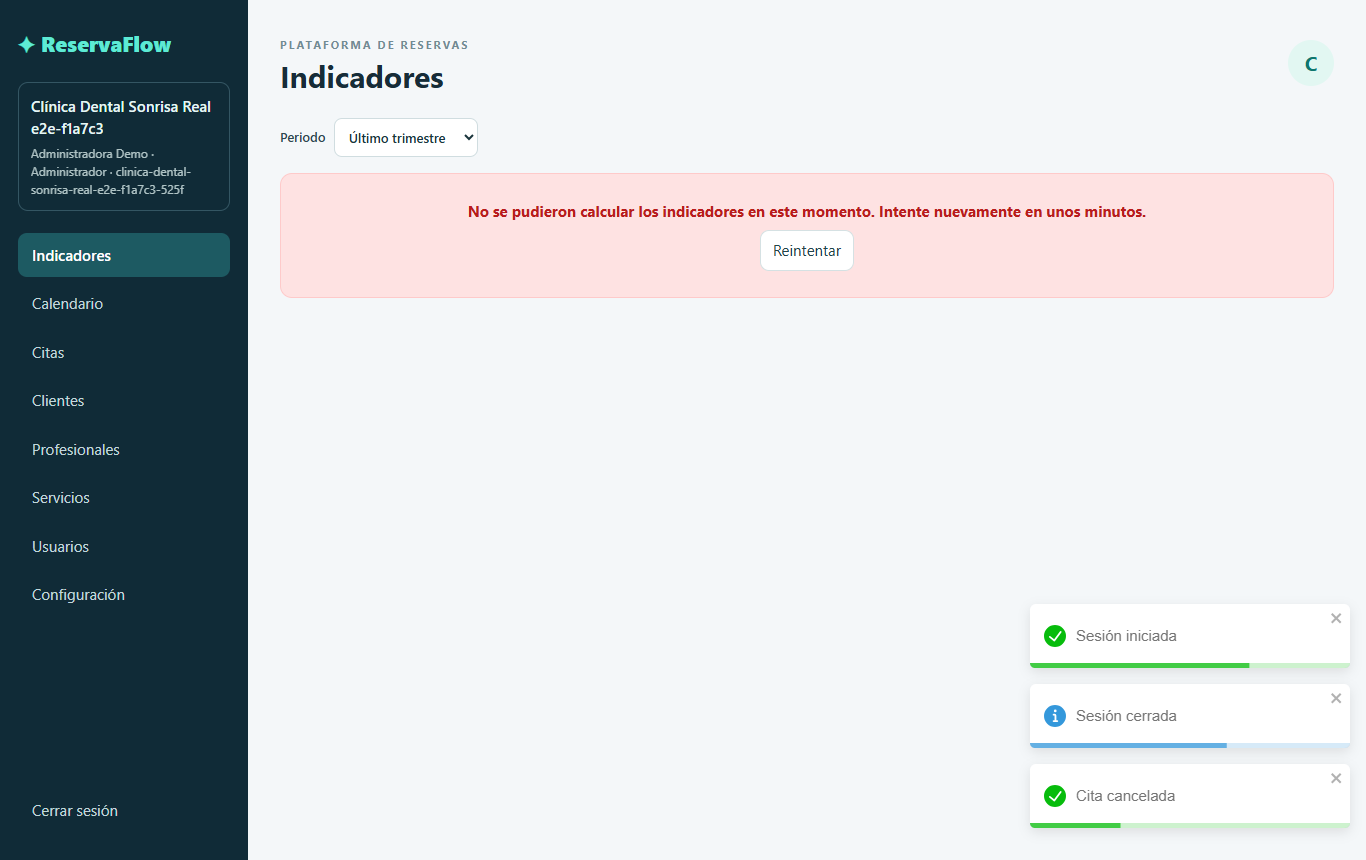 ✦ ReservaFlow
Clínica Dental Sonrisa Real
e2e-f1a7c3
Administradora Demo ·
Administrador · clinica-dental-
sonrisa-real-e2e-f1a7c3-525f
Indicadores
Calendario
Citas
Clientes
Profesionales
Servicios
Usuarios
Configuración
Cerrar sesión
PLATAFORMA DE RESERVAS
Indicadores
C
Periodo Último trimestre
No se pudieron calcular los indicadores en este momento. Intente nuevamente en unos minutos.
Reintentar
Sesión iniciada
Sesión cerrada
Cita cancelada